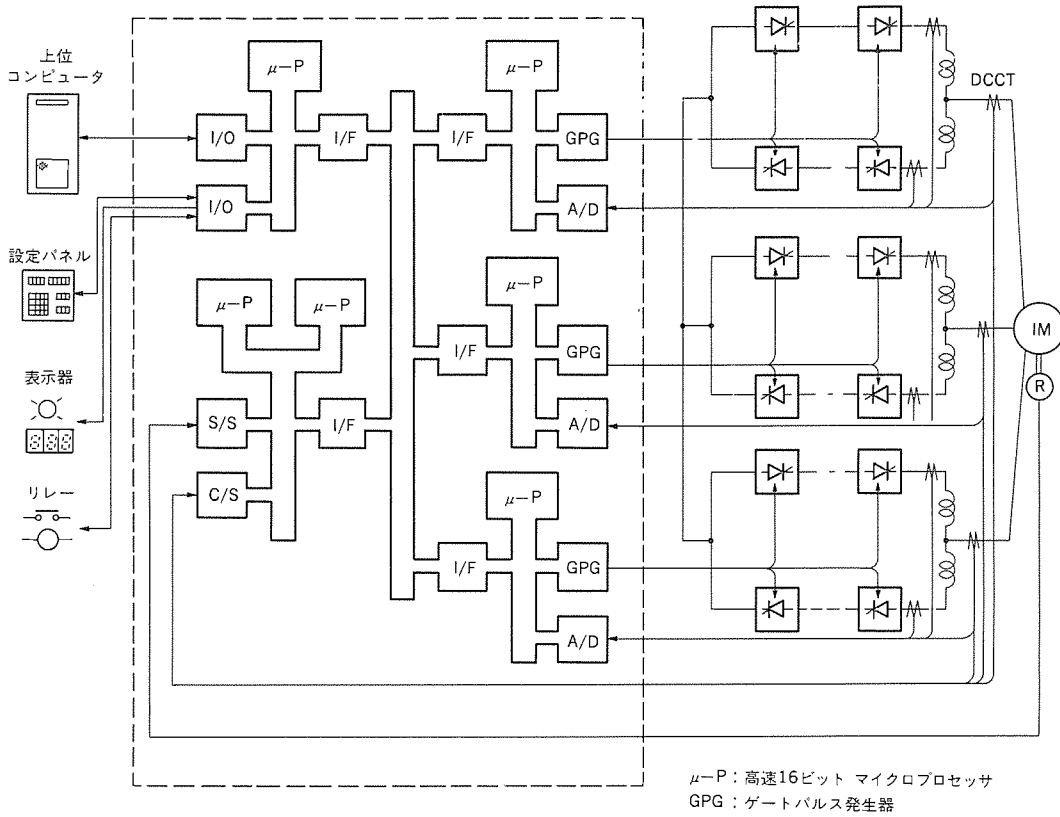 上位
コンピュータ
設定パネル
表示器
リレー
μ−P
μ−P
I/O
I/F
I/F
GPG
I/O
A/D
μ−P
μ−P
μ−P
I/F
GPG
S/S
I/F
A/D
C/S
μ−P
I/F
GPG
A/D
DCCT
IM
R
μ−P：高速16ビット マイクロプロセッサ
GPG：ゲートパルス発生器